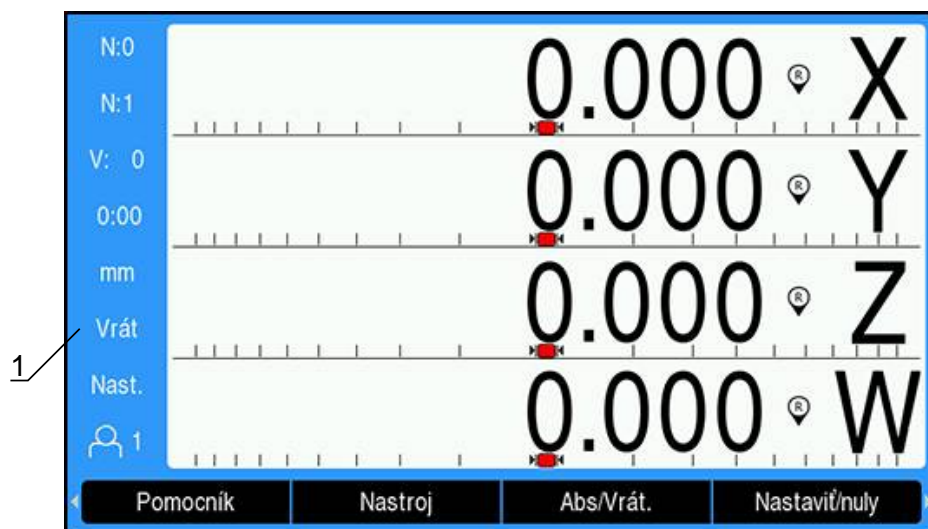 N:0
N:1
V: 0
0:00
mm
Vrát
Nast.
1
0.000 R X
0.000 R Y
0.000 R Z
0.000 R W
Pomocník Nastroj Abs/Vrát. Nastaviť/nuly
1